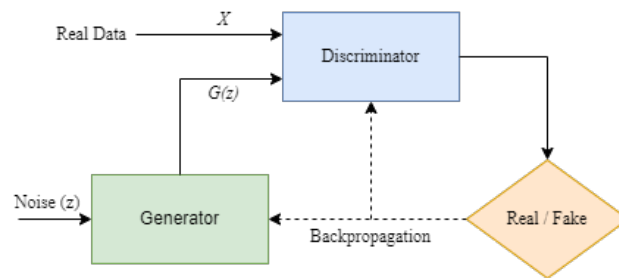 X
Real Data
Discriminator
G(z)
Noise (z)
Generator
Real / Fake
Backpropagation